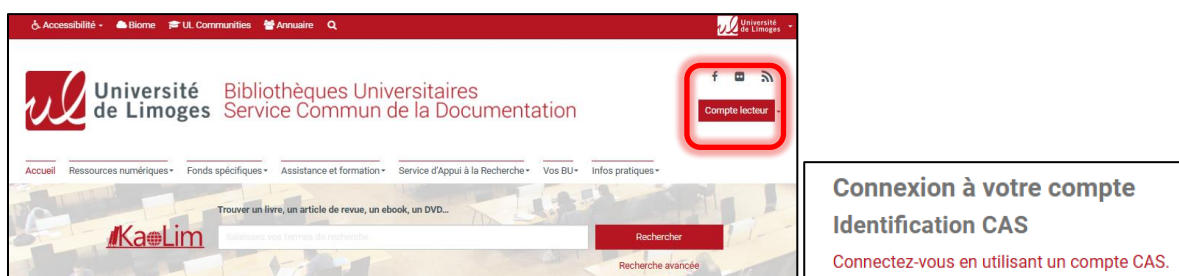 Accessibilité Biome UL Communities Annuaire
Université de Limoges
Université de Limoges
Bibliothèques Universitaires
Service Commun de la Documentation
Compte lecteur
Accueil Ressources numériques Fonds spécifiques Assistance et formation Service d'Appui à la Recherche Vos BU Infos pratiques
Trouver un livre, un article de revue, un ebook, un DVD...
KaoLim
Saisissez vos termes de recherche
Rechercher
Recherche avancée
Connexion à votre compte
Identification CAS
Connectez-vous en utilisant un compte CAS.